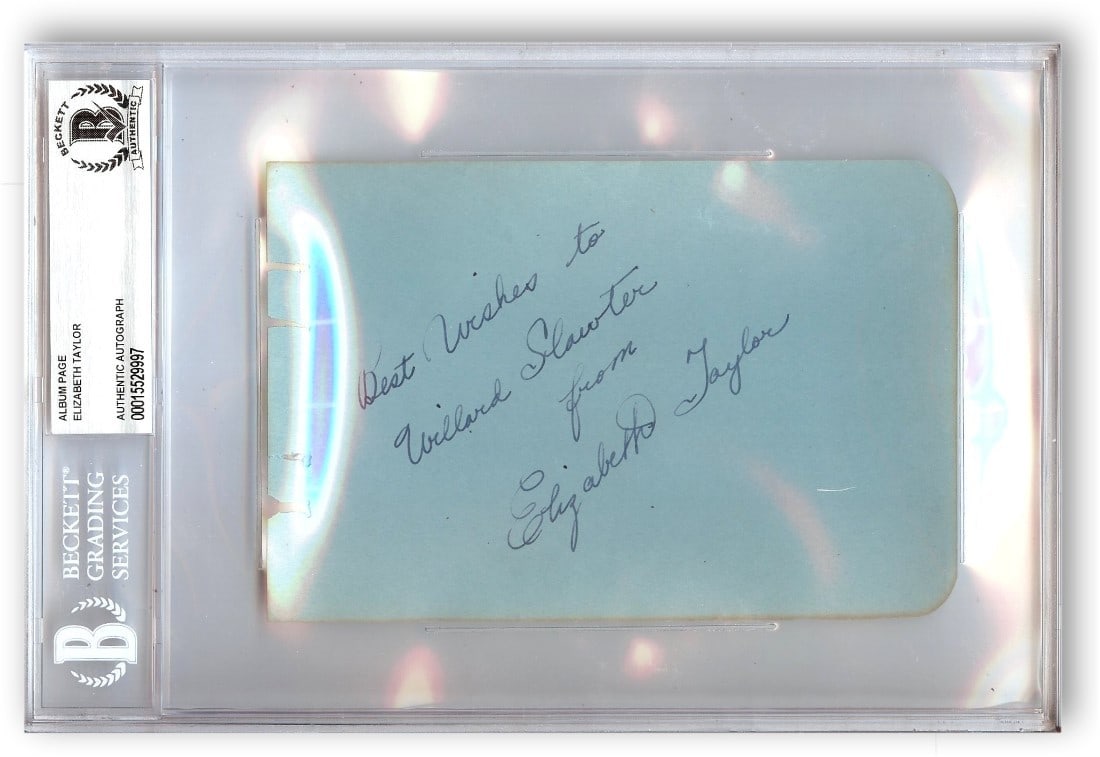 BECKETT
B
AUTHENTIC
ALBUM PAGE
ELIZABETH TAYLOR
AUTHENTIC AUTOGRAPH
00015529997
BECKETT®
GRADING
SERVICES
B
Best Wishes to
Willard Slawter
from
Elizabeth Taylor